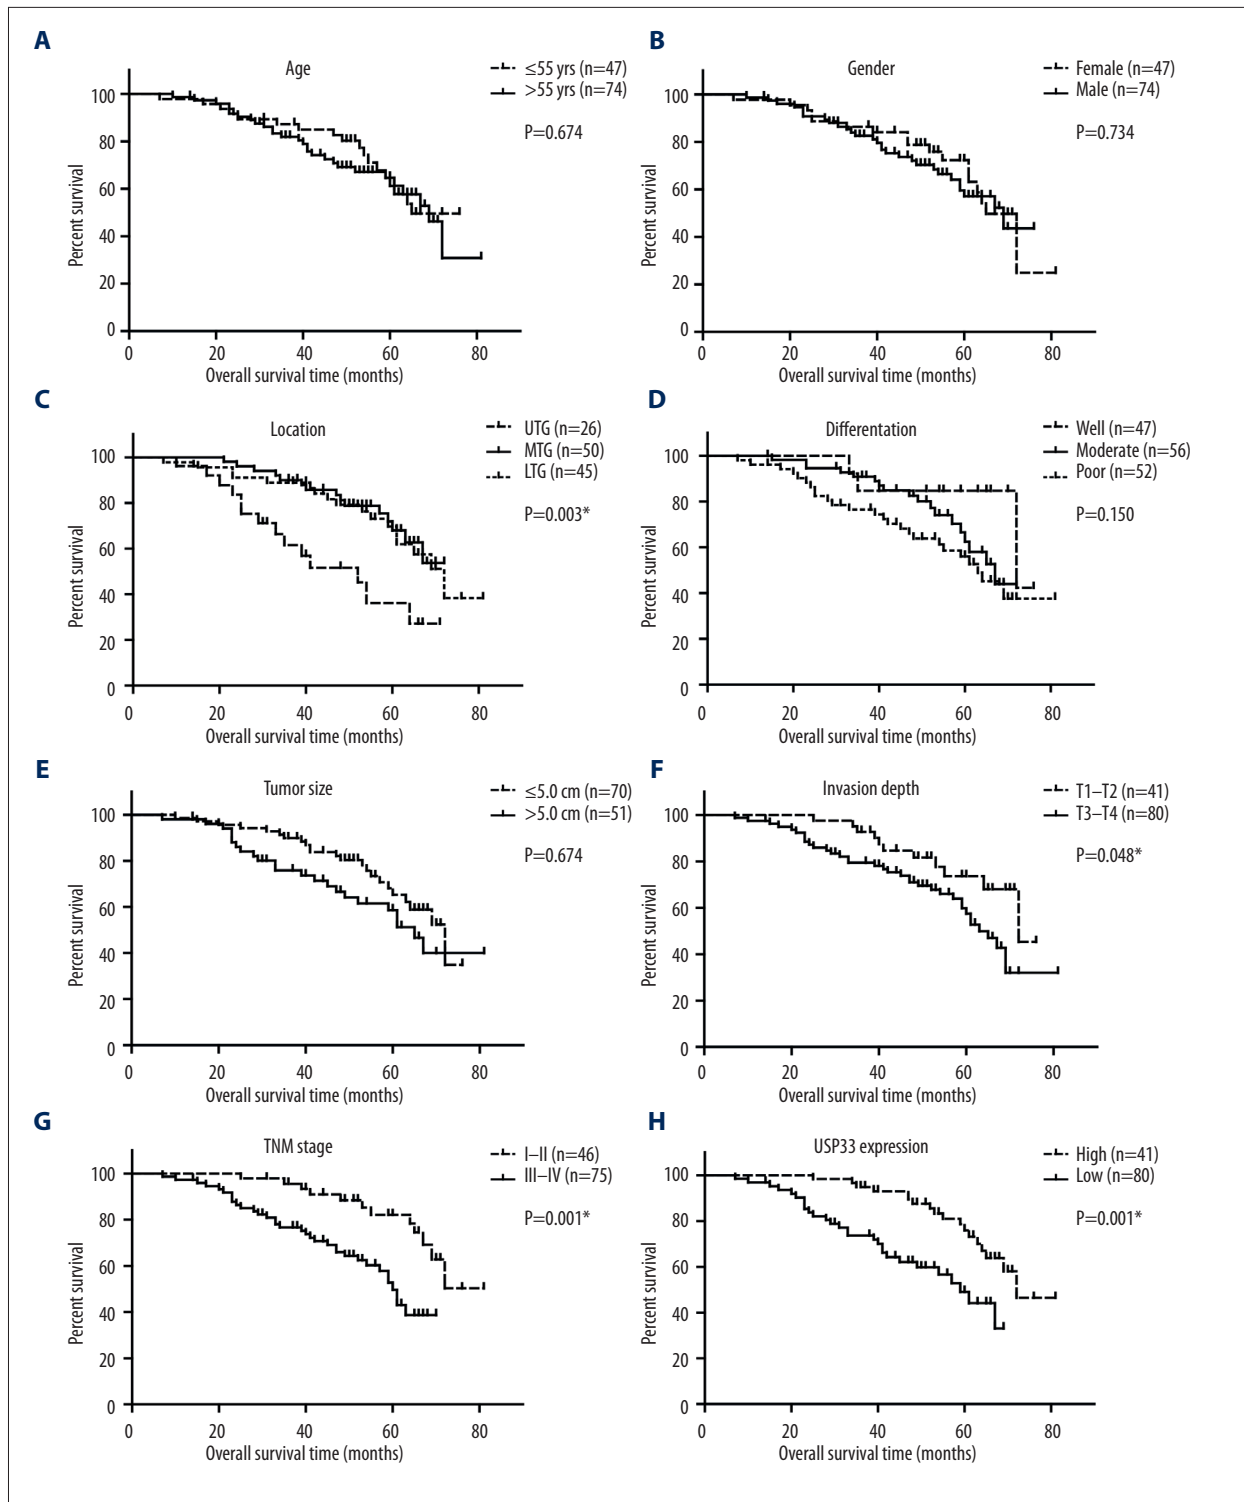 A
Age
≤55 yrs (n=47)
>55 yrs (n=74)
P=0.674
Percent survival
100
80
60
40
20
0
0 20 40 60 80
Overall survival time (months)
B
Gender
Female (n=47)
Male (n=74)
P=0.734
Percent survival
100
80
60
40
20
0
0 20 40 60 80
Overall survival time (months)
C
Location
UTG (n=26)
MTG (n=50)
LTG (n=45)
P=0.003*
Percent survival
100
80
60
40
20
0
0 20 40 60 80
Overall survival time (months)
D
Differentation
Well (n=47)
Moderate (n=56)
Poor (n=52)
P=0.150
Percent survival
100
80
60
40
20
0
0 20 40 60 80
Overall survival time (months)
E
Tumor size
≤5.0 cm (n=70)
>5.0 cm (n=51)
P=0.674
Percent survival
100
80
60
40
20
0
0 20 40 60 80
Overall survival time (months)
F
Invasion depth
T1–T2 (n=41)
T3–T4 (n=80)
P=0.048*
Percent survival
100
80
60
40
20
0
0 20 40 60 80
Overall survival time (months)
G
TNM stage
I–II (n=46)
III–IV (n=75)
P=0.001*
Percent survival
100
80
60
40
20
0
0 20 40 60 80
Overall survival time (months)
H
USP33 expression
High (n=41)
Low (n=80)
P=0.001*
Percent survival
100
80
60
40
20
0
0 20 40 60 80
Overall survival time (months)